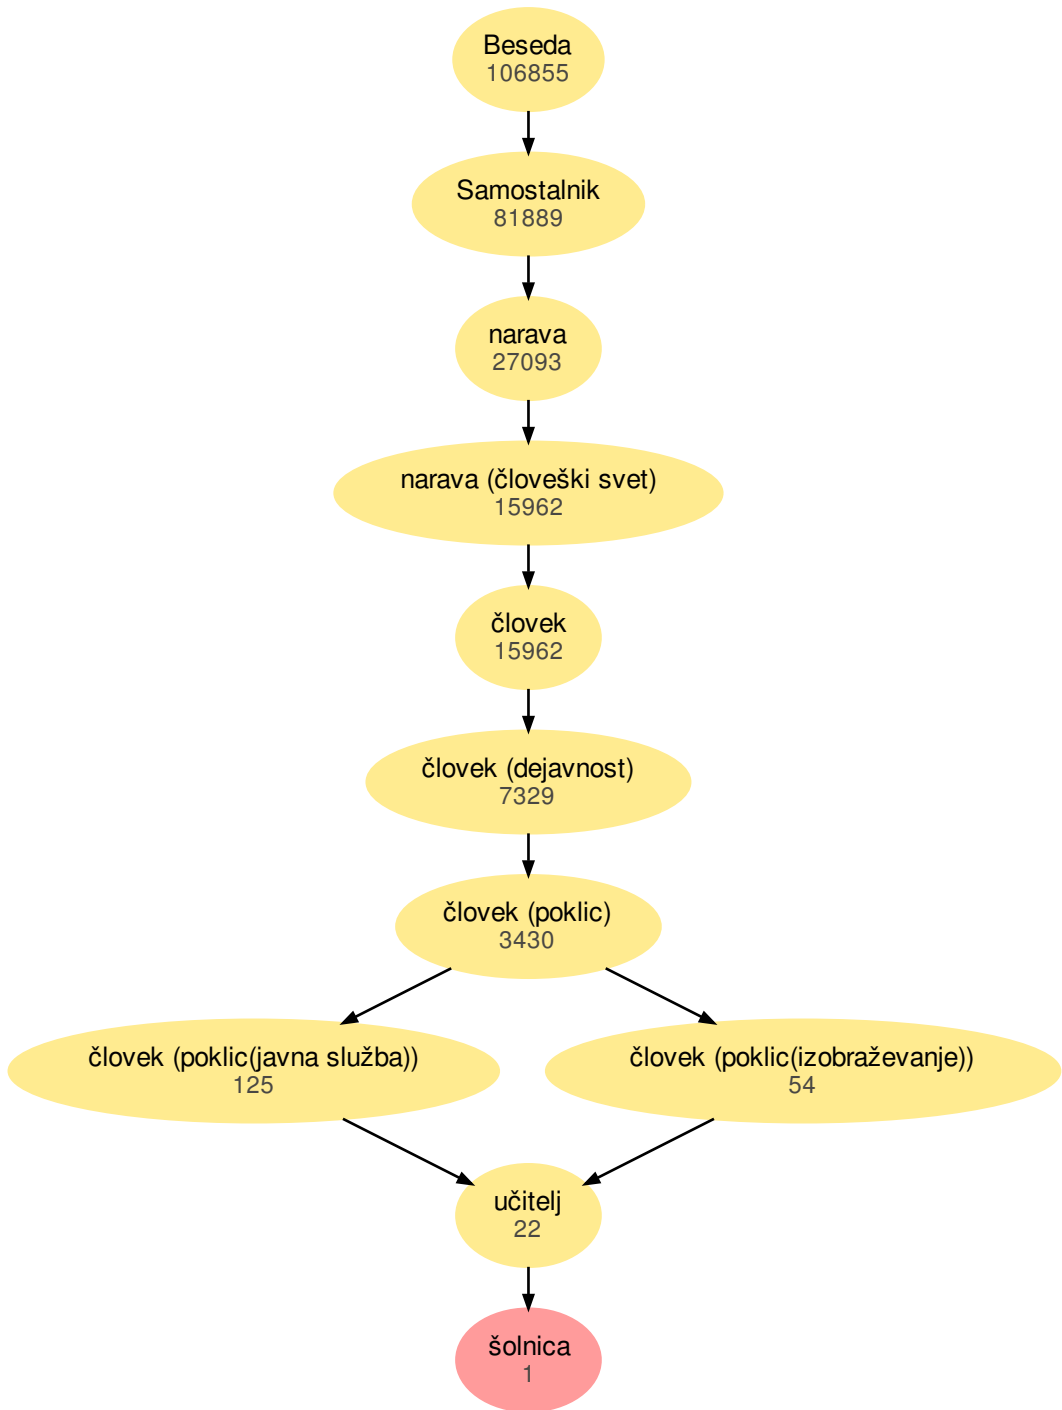 Beseda
106855
Samostalnik
81889
narava
27093
narava (človeški svet)
15962
človek
15962
človek (dejavnost)
7329
človek (poklic)
3430
človek (poklic(javna služba))
125
človek (poklic(izobraževanje))
54
učitelj
22
šolnica
1